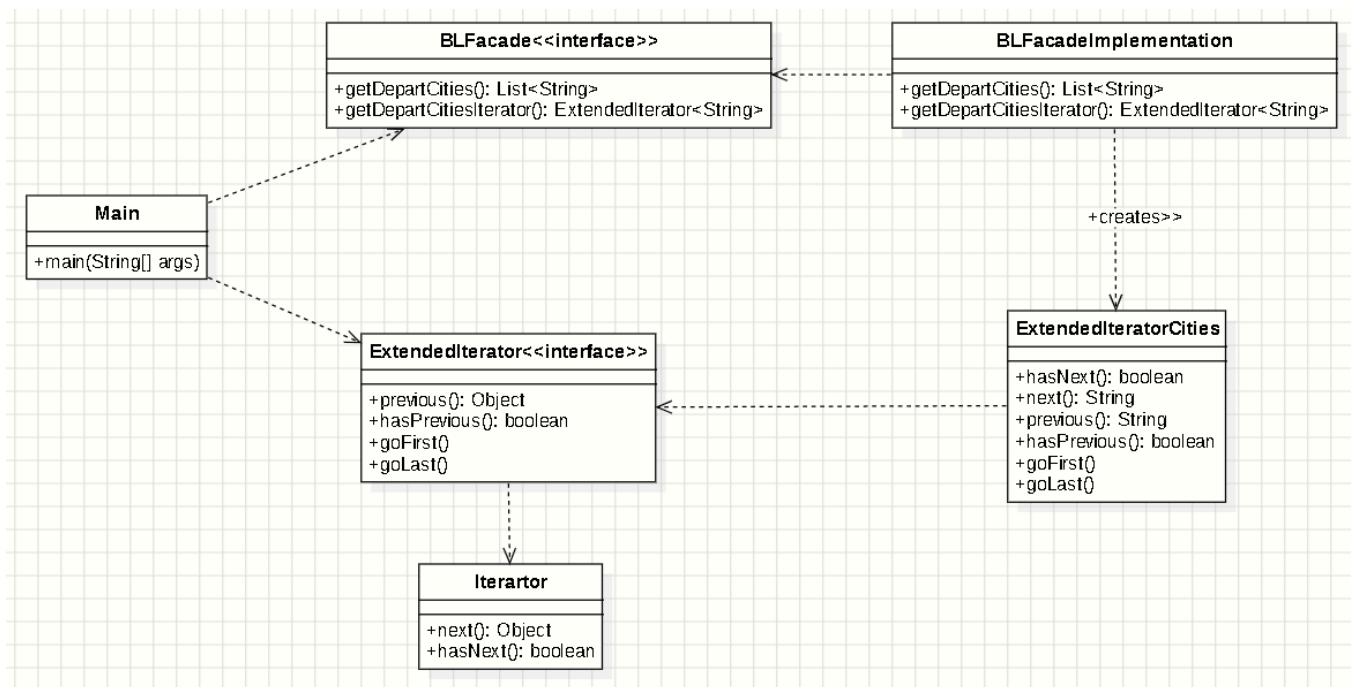 BLFacade<<interface>>
+getDepartCities(): List<String>
+getDepartCitiesIterator(): ExtendedIterator<String>
BLFacadeImplementation
+getDepartCities(): List<String>
+getDepartCitiesIterator(): ExtendedIterator<String>
Main
+main(String[] args)
+creates>>
ExtendedIterator<<interface>>
+previous(): Object
+hasPrevious(): boolean
+goFirst()
+goLast()
ExtendedIteratorCities
+hasNext(): boolean
+next(): String
+previous(): String
+hasPrevious(): boolean
+goFirst()
+goLast()
Iterartor
+next(): Object
+hasNext(): boolean